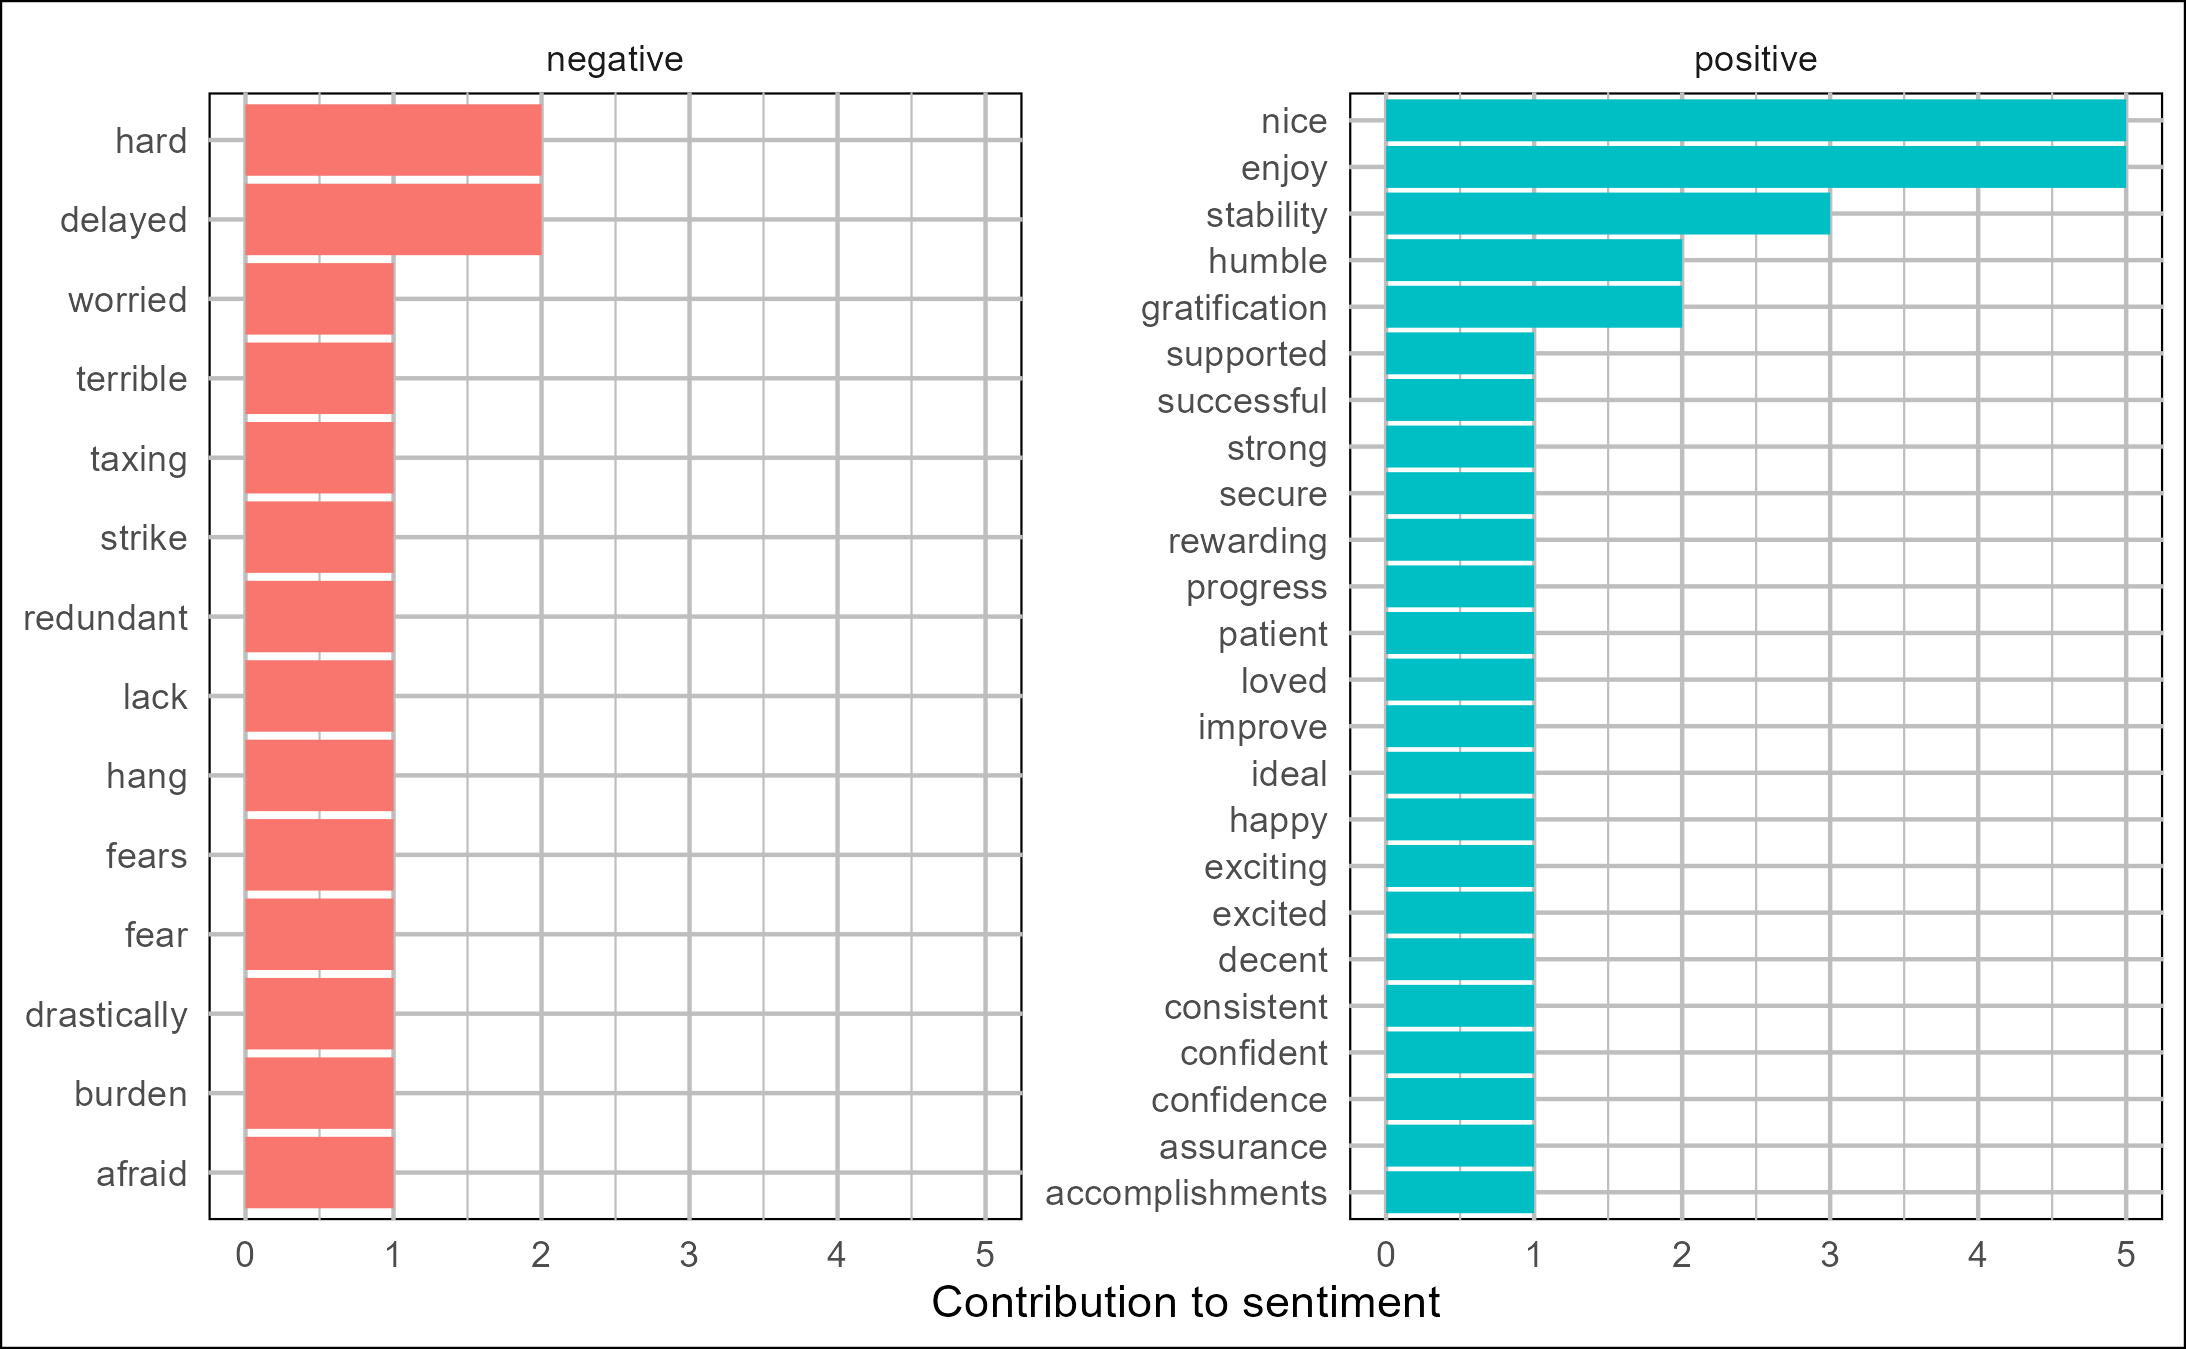 negative
hard
delayed
worried
terrible
taxing
strike
redundant
lack
hang
fears
fear
drastically
burden
afraid
0 1 2 3 4 5
positive
nice
enjoy
stability
humble
gratification
supported
successful
strong
secure
rewarding
progress
patient
loved
improve
ideal
happy
exciting
excited
decent
consistent
confident
confidence
assurance
accomplishments
0 1 2 3 4 5
Contribution to sentiment